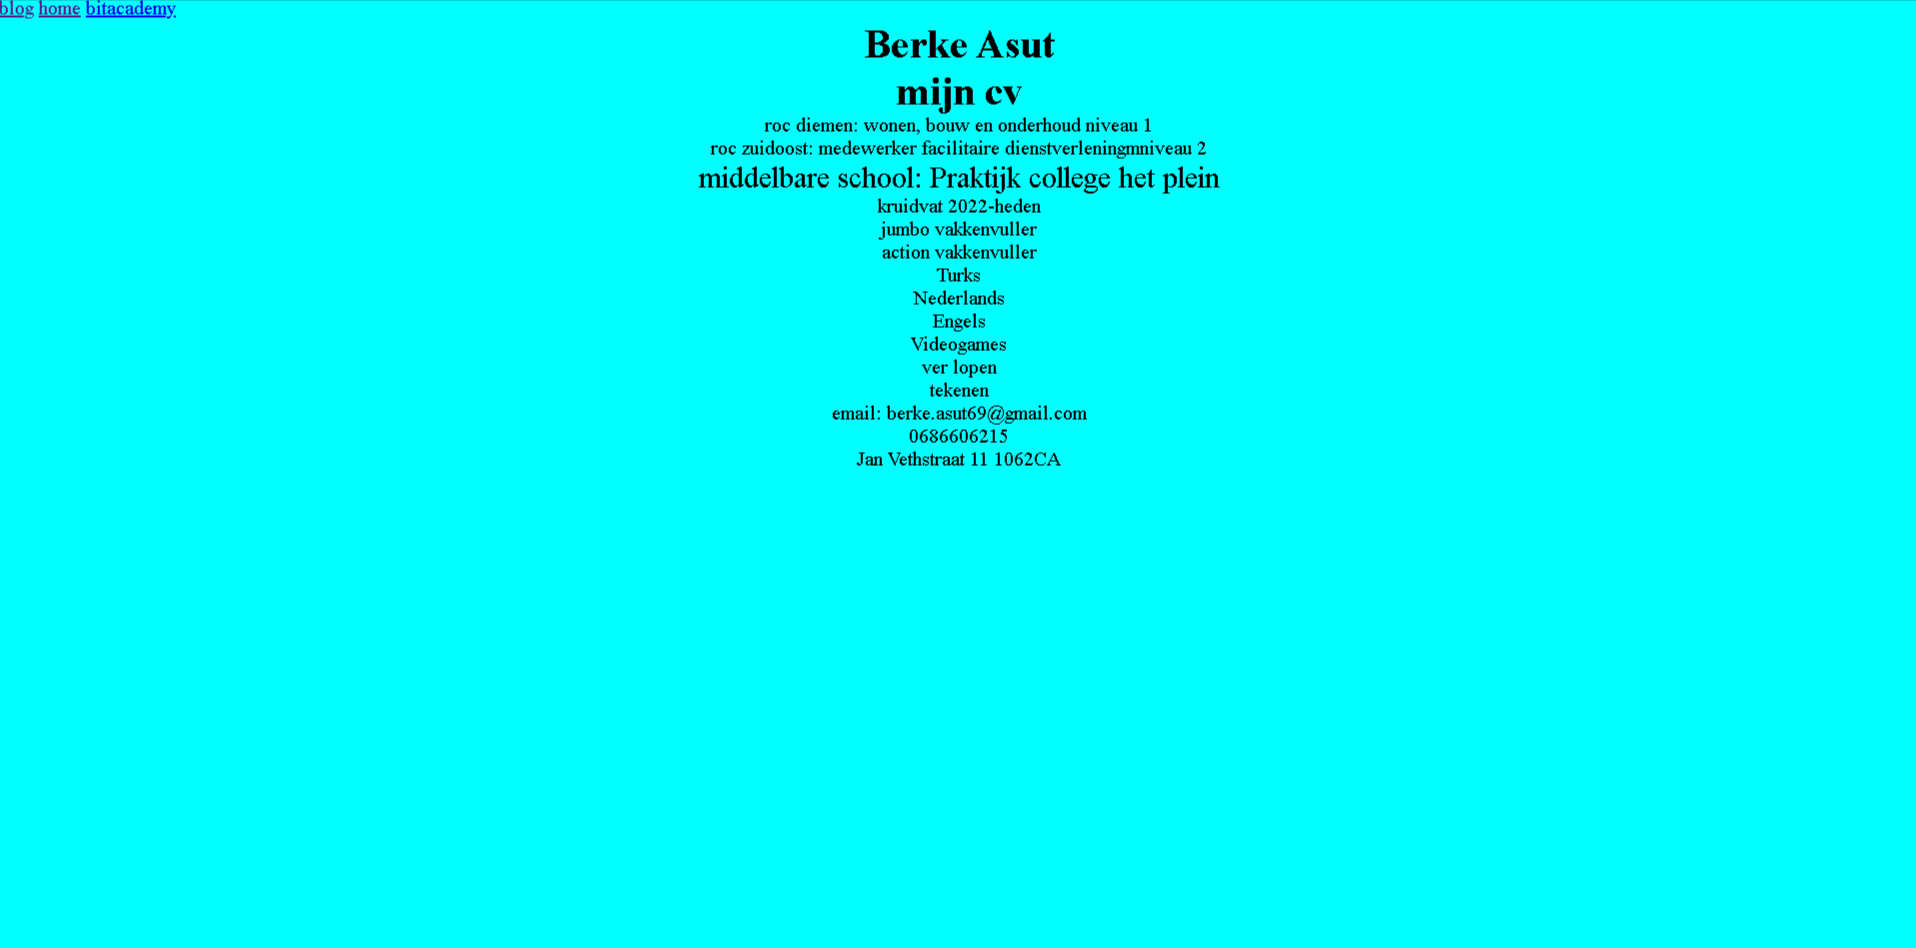 blog home bitacademy
Berke Asut
mijn cv
roc diemen: wonen, bouw en onderhoud niveau 1
roc zuidoost: medewerker facilitaire dienstverleningmniveau 2
middelbare school: Praktijk college het plein
kruidvat 2022-heden
jumbo vakkenvuller
action vakkenvuller
Turks
Nederlands
Engels
Videogames
ver lopen
tekenen
email: berke.asut69@gmail.com
0686606215
Jan Vethstraat 11 1062CA